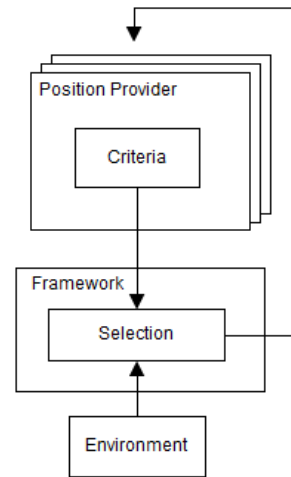 Position Provider
Criteria
Framework
Selection
Environment